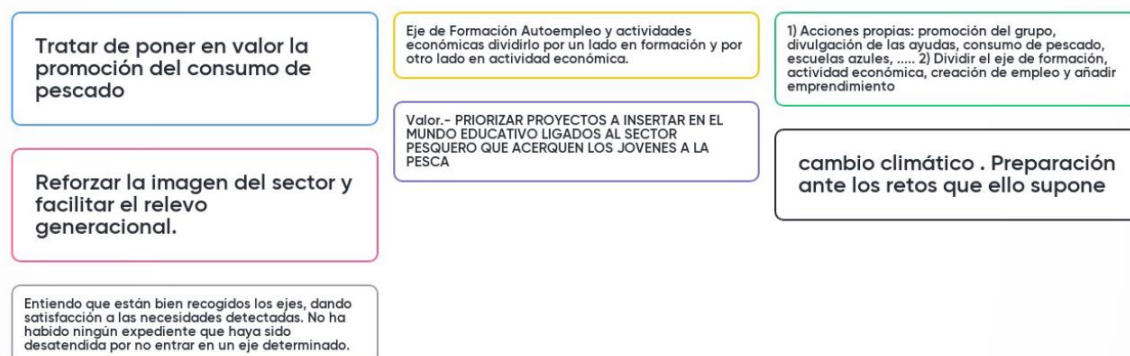 Tratar de poner en valor la
promoción del consumo de
pescado
Reforzar la imagen del sector y
facilitar el relevo
generacional.
Entiendo que están bien recogidos los ejes, dando
satisfacción a las necesidades detectadas. No ha
habido ningún expediente que haya sido
desatendida por no entrar en un eje determinado.
Eje de Formación Autoempleo y actividades
económicas dividirlo por un lado en formación y por
otro lado en actividad económica.
Valor.- PRIORIZAR PROYECTOS A INSERTAR EN EL
MUNDO EDUCATIVO LIGADOS AL SECTOR
PESQUERO QUE ACERQUEN LOS JOVENES A LA
PESCA
1) Acciones propias: promoción del grupo,
divulgación de las ayudas, consumo de pescado,
escuelas azules, ..... 2) Dividir el eje de formación,
actividad económica, creación de empleo y añadir
emprendimiento
cambio climático . Preparación
ante los retos que ello supone